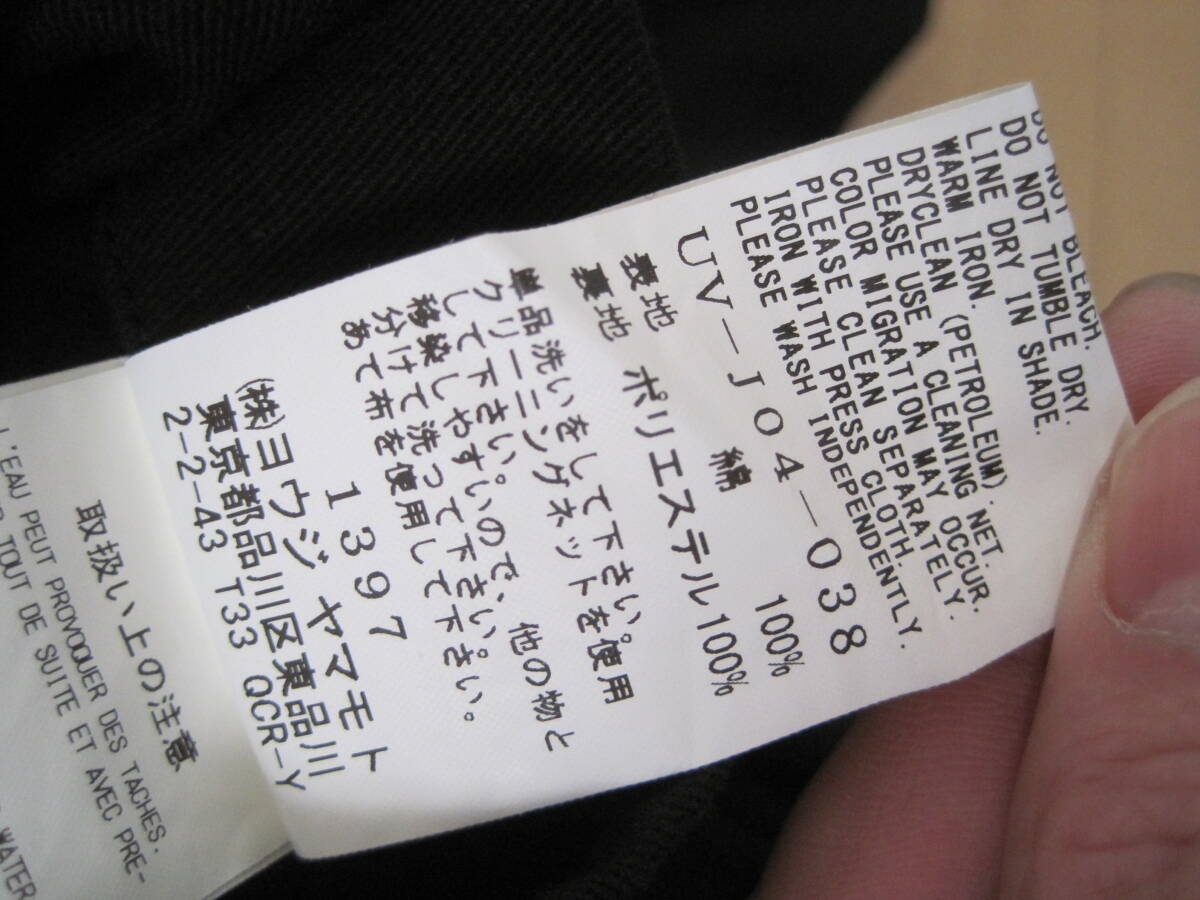 DO NOT BLEACH.
DO NOT TUMBLE DRY.
LINE DRY IN SHADE.
WARM IRON.
DRYCLEAN (PETROLEUM).
PLEASE USE A CLEANING NET.
COLOR MIGRATION MAY OCCUR.
PLEASE CLEAN SEPARATELY.
IRON WITH PRESS CLOTH.
PLEASE WASH INDEPENDENTLY.
UV-J04-038
表地 綿 100%
裏地 ポリエステル100%
単品洗いをして下さい。
クリーニングネットを使用
して下さい。 他の物と
移染しやすいので、
分けて洗って下さい。
あて布を使用して下さい。
1397
(株)ヨウジヤマモト
東京都品川区東品川
2-2-43 T33 QCR-Y
取扱い上の注意
L'EAU PEUT PROVOQUER DES TACHES.
TOUT DE SUITE ET AVEC PRE-
WATER